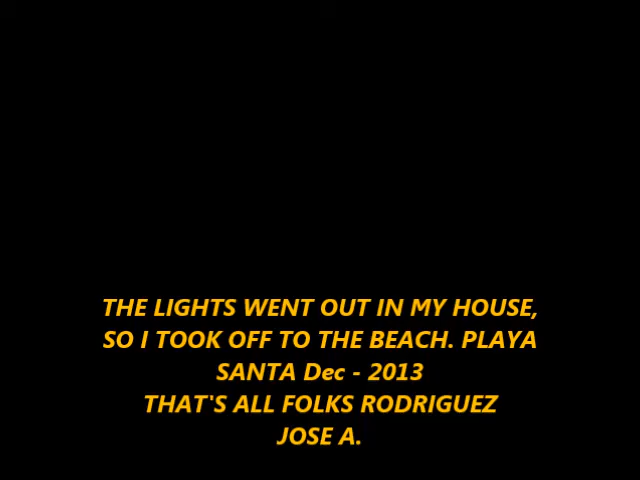 THE LIGHTS WENT OUT IN MY HOUSE,
SO I TOOK OFF TO THE BEACH. PLAYA
SANTA Dec - 2013
THAT'S ALL FOLKS RODRIGUEZ
JOSE A.